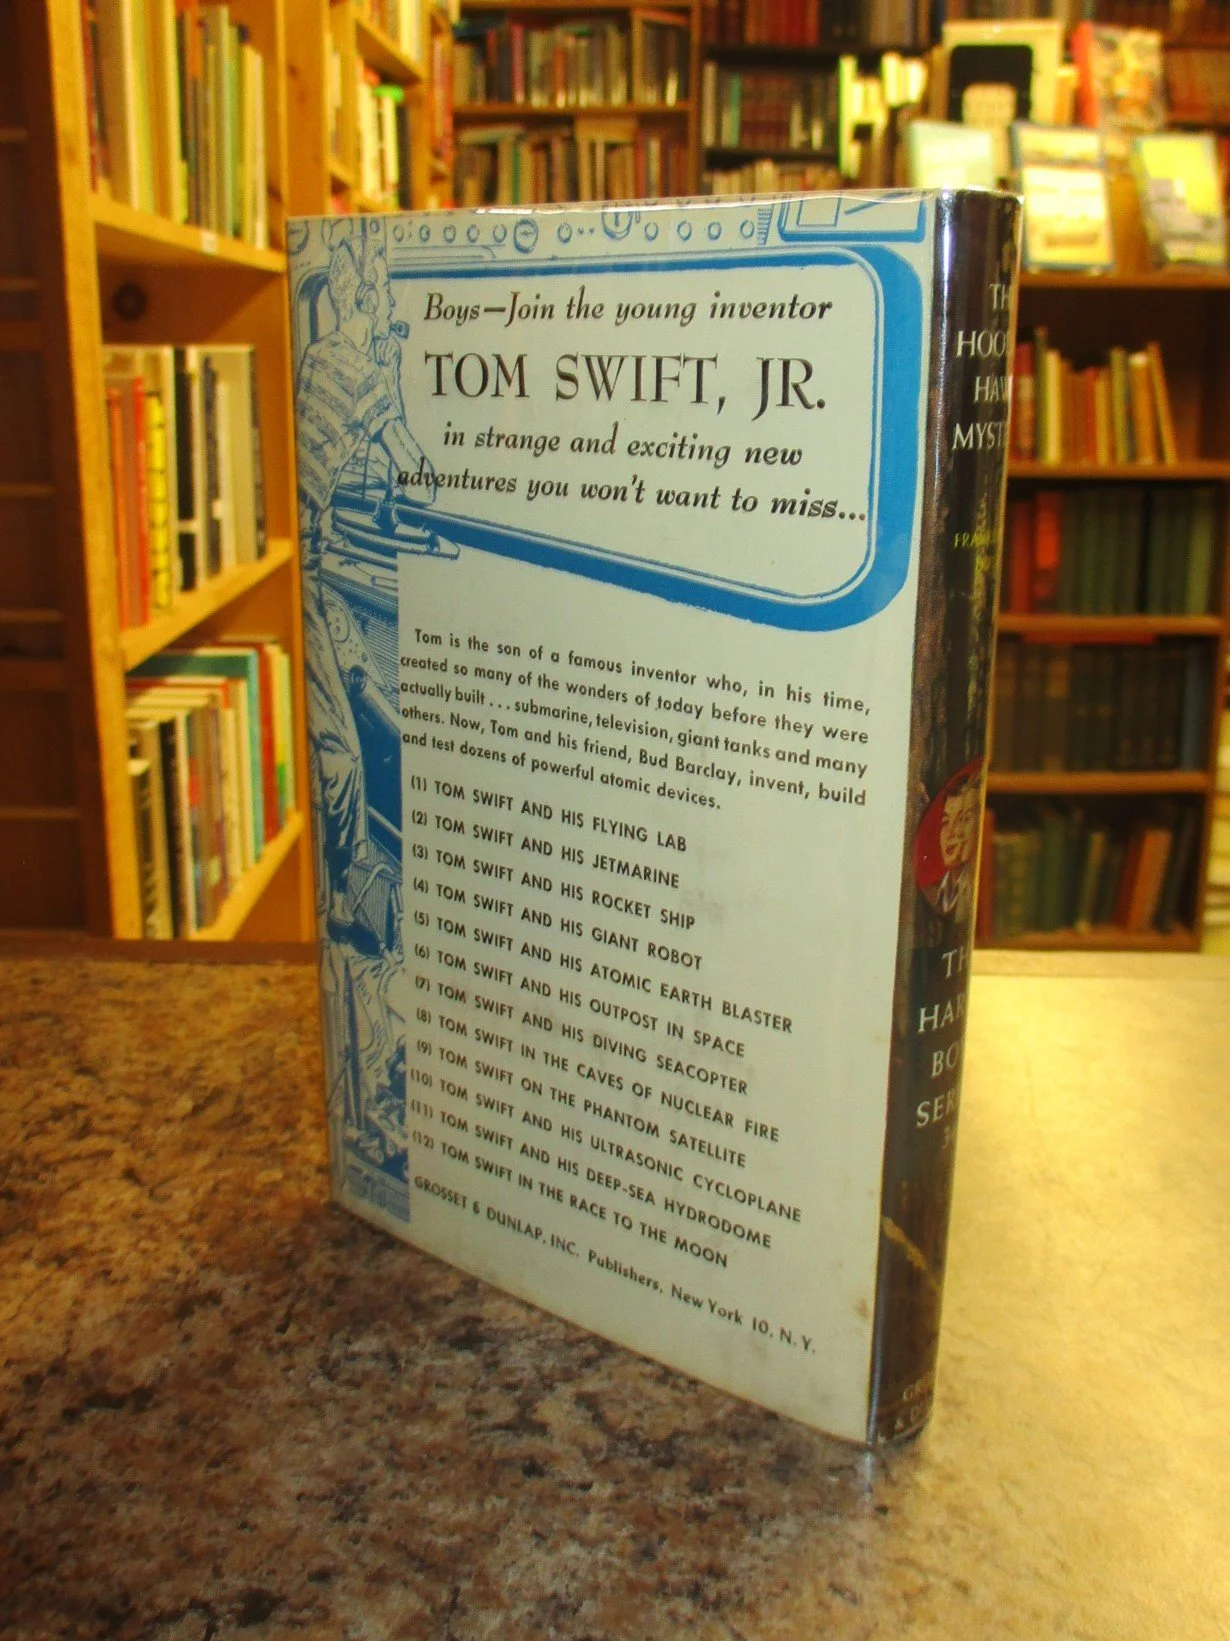 Boys—Join the young inventor
TOM SWIFT, JR.
in strange and exciting new
adventures you won't want to miss...
Tom is the son of a famous inventor who, in his time,
created so many of the wonders of today before they were
actually built . . . submarine, television, giant tanks and many
others. Now, Tom and his friend, Bud Barclay, invent, build
and test dozens of powerful atomic devices.
(1) TOM SWIFT AND HIS FLYING LAB
(2) TOM SWIFT AND HIS JETMARINE
(3) TOM SWIFT AND HIS ROCKET SHIP
(4) TOM SWIFT AND HIS GIANT ROBOT
(5) TOM SWIFT AND HIS ATOMIC EARTH BLASTER
(6) TOM SWIFT AND HIS OUTPOST IN SPACE
(7) TOM SWIFT AND HIS DIVING SEACOPTER
(8) TOM SWIFT IN THE CAVES OF NUCLEAR FIRE
(9) TOM SWIFT ON THE PHANTOM SATELLITE
(10) TOM SWIFT AND HIS ULTRASONIC CYCLOPLANE
(11) TOM SWIFT AND HIS DEEP-SEA HYDRODOME
(12) TOM SWIFT IN THE RACE TO THE MOON
GROSSET & DUNLAP, INC. Publishers, New York 10, N. Y.
TH
HOO
HAW
MYST
TH
HAR
BO
SER